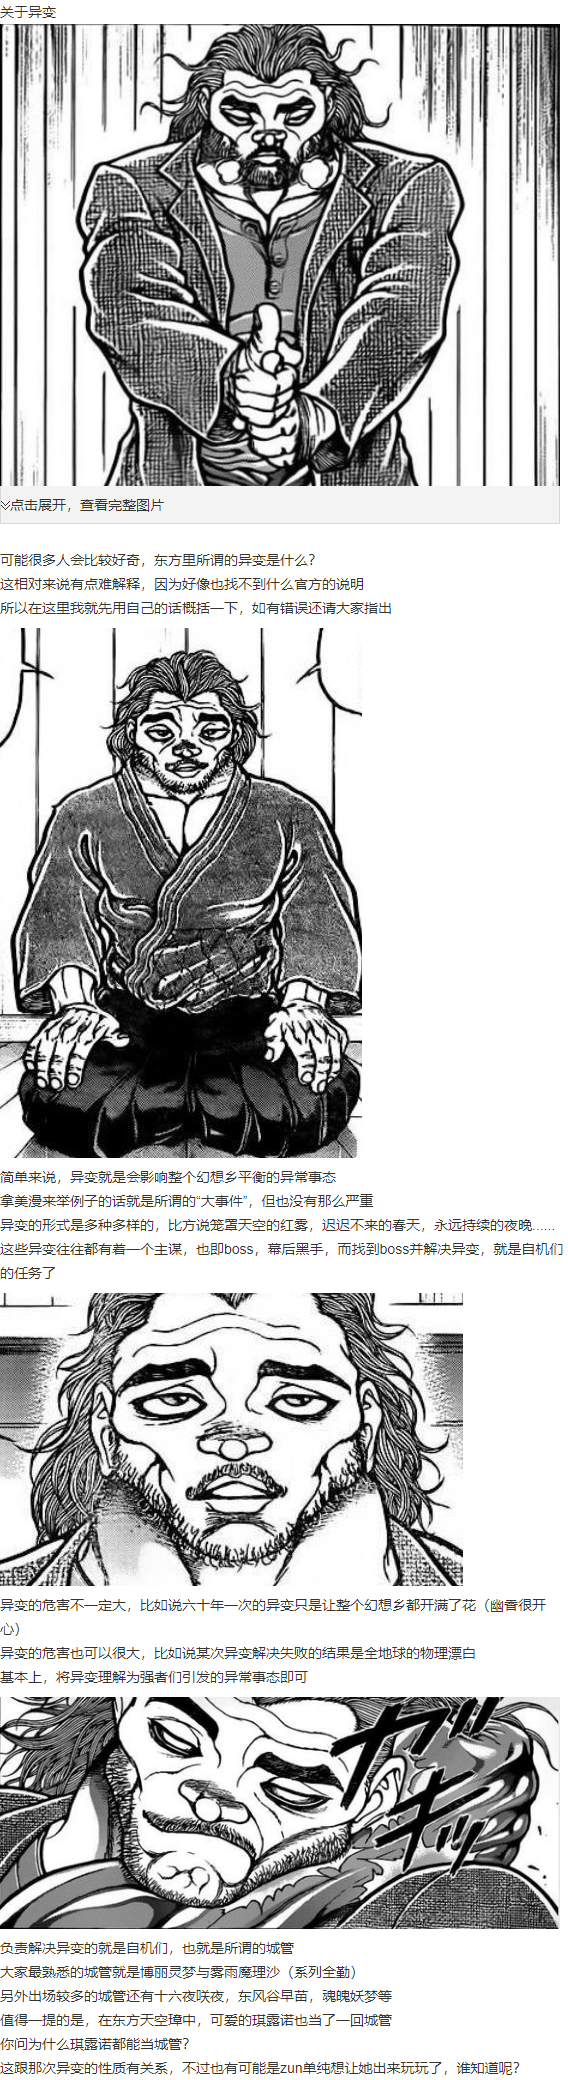 关于异变
点击展开，查看完整图片
可能很多人会比较好奇，东方里所谓的异变是什么？
这相对来说有点难解释，因为好像也找不到什么官方的说明
所以在这里我就先用自己的话概括一下，如有错误还请大家指出
简单来说，异变就是会影响整个幻想乡平衡的异常事态
拿美漫来举例子的话就是所谓的“大事件”，但也没有那么严重
异变的形式是多种多样的，比方说笼罩天空的红雾，迟迟不来的春天，永远持续的夜晚......
这些异变往往都有着一个主谋，也即boss，幕后黑手，而找到boss并解决异变，就是自机们
的任务了
异变的危害不一定大，比如说六十年一次的异变只是让整个幻想乡都开满了花（幽香很开
心）
异变的危害也可以很大，比如说某次异变解决失败的结果是全地球的物理漂白
基本上，将异变理解为强者们引发的异常事态即可
ガッ
ギッ
负责解决异变的就是自机们，也就是所谓的城管
大家最熟悉的城管就是博丽灵梦与雾雨魔理沙（系列全勤）
另外出场较多的城管还有十六夜咲夜，东风谷早苗，魂魄妖梦等
值得一提的是，在东方天空璋中，可爱的琪露诺也当了一回城管
你问为什么琪露诺都能当城管？
这跟那次异变的性质有关系，不过也有可能是zun单纯想让她出来玩玩了，谁知道呢？